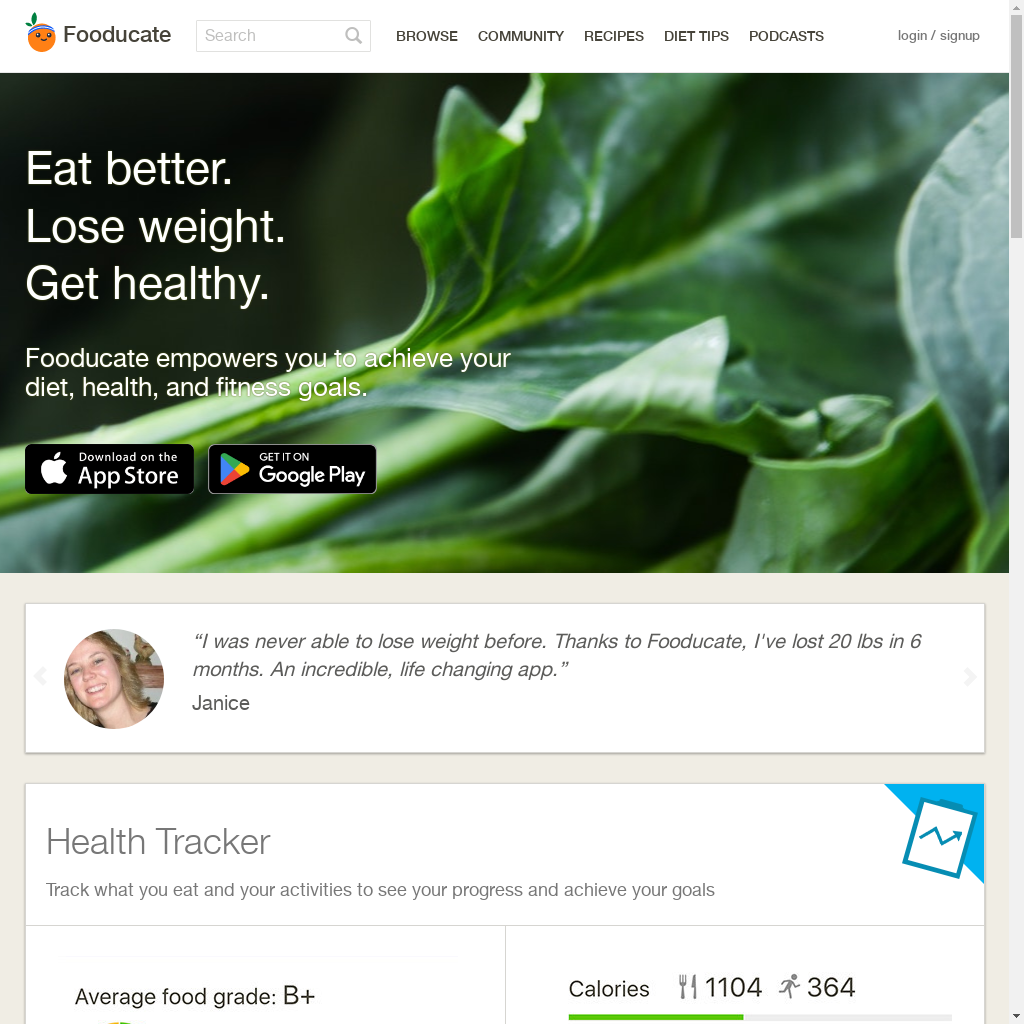 Fooducate
Search
BROWSE
COMMUNITY
RECIPES
DIET TIPS
PODCASTS
login / signup
Eat better.
Lose weight.
Get healthy.
Fooducate empowers you to achieve your
diet, health, and fitness goals.
Download on the
App Store
GET IT ON
Google Play
“I was never able to lose weight before. Thanks to Fooducate, I've lost 20 lbs in 6
months. An incredible, life changing app.”
Janice
Health Tracker
Track what you eat and your activities to see your progress and achieve your goals
Average food grade: B+
Calories 1104 364